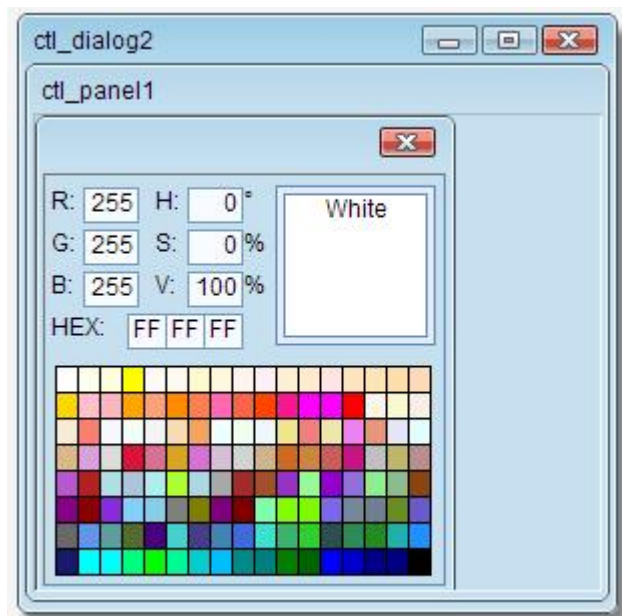 ctl_dialog2
ctl_panel1
R: 255 H: 0 °
White
G: 255 S: 0 %
B: 255 V: 100 %
HEX: FF FF FF